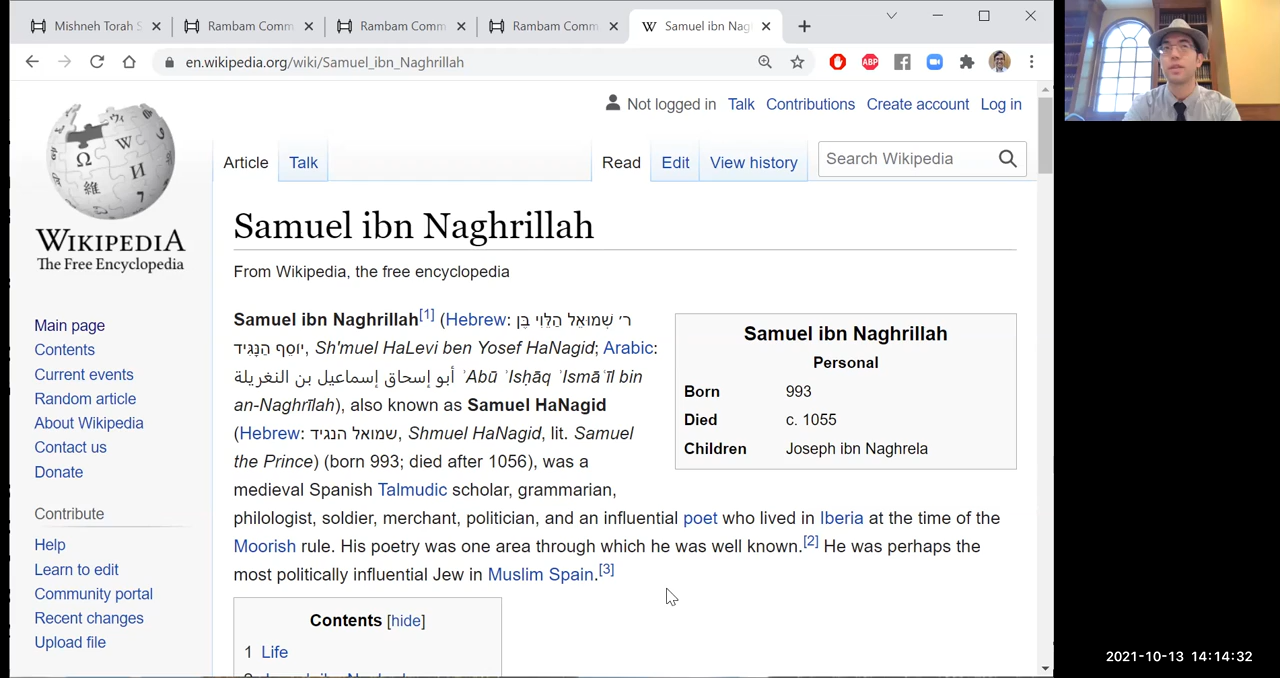 Mishneh Torah S
Rambam Comm
Rambam Comm
Rambam Comm
Samuel ibn Nag
en.wikipedia.org/wiki/Samuel_ibn_Naghrillah
ABP
Not logged in Talk Contributions Create account Log in
Article Talk Read Edit View history Search Wikipedia
WIKIPEDIA
The Free Encyclopedia
Main page
Contents
Current events
Random article
About Wikipedia
Contact us
Donate
Contribute
Help
Learn to edit
Community portal
Recent changes
Upload file
Samuel ibn Naghrillah
From Wikipedia, the free encyclopedia
Samuel ibn Naghrillah[1] (Hebrew: ר׳ שְׁמוּאֵל הַלֵּוִי בֶּן
יוֹסֵף הַנָּגִיד, Sh'muel HaLevi ben Yosef HaNagid; Arabic:
أبو إسحاق إسماعيل بن النغريلة ʾAbū ʾIsḥāq ʾIsmāʿīl bin
an-Naghrīlah), also known as Samuel HaNagid
(Hebrew: שמואל הנגיד, Shmuel HaNagid, lit. Samuel
the Prince) (born 993; died after 1056), was a
medieval Spanish Talmudic scholar, grammarian,
philologist, soldier, merchant, politician, and an influential poet who lived in Iberia at the time of the
Moorish rule. His poetry was one area through which he was well known.[2] He was perhaps the
most politically influential Jew in Muslim Spain.[3]
Samuel ibn Naghrillah
Personal
Born 993
Died c. 1055
Children Joseph ibn Naghrela
Contents [hide]
1 Life
2021-10-13 14:14:32